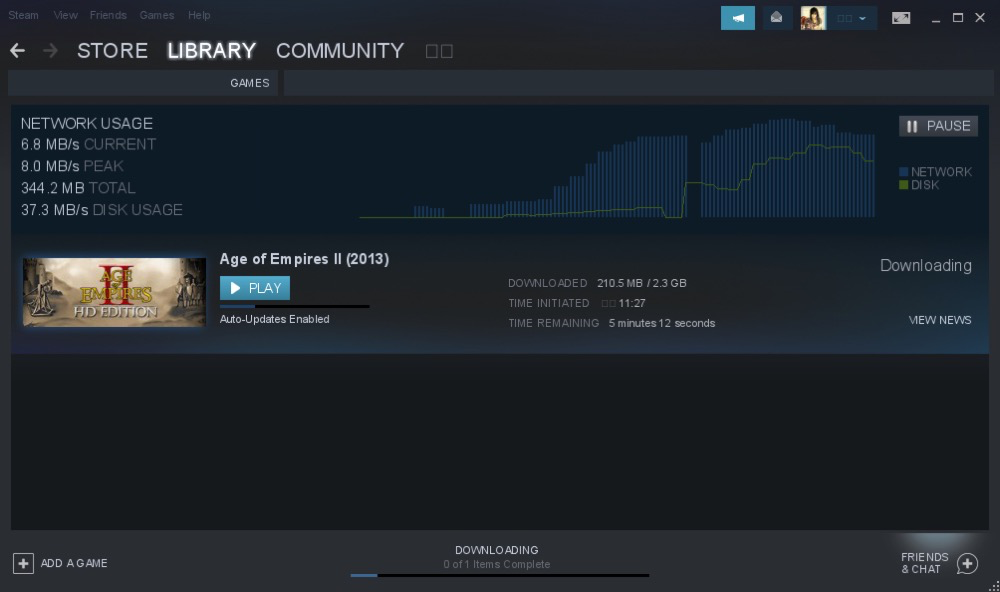 Steam View Friends Games Help
STORE LIBRARY COMMUNITY
GAMES
NETWORK USAGE
6.8 MB/s CURRENT
8.0 MB/s PEAK
344.2 MB TOTAL
37.3 MB/s DISK USAGE
PAUSE
NETWORK
DISK
AGE OF EMPIRES II
HD EDITION
Age of Empires II (2013)
PLAY
Auto-Updates Enabled
DOWNLOADED 210.5 MB / 2.3 GB
TIME INITIATED 11:27
TIME REMAINING 5 minutes 12 seconds
Downloading
VIEW NEWS
ADD A GAME
DOWNLOADING
0 of 1 Items Complete
FRIENDS
& CHAT